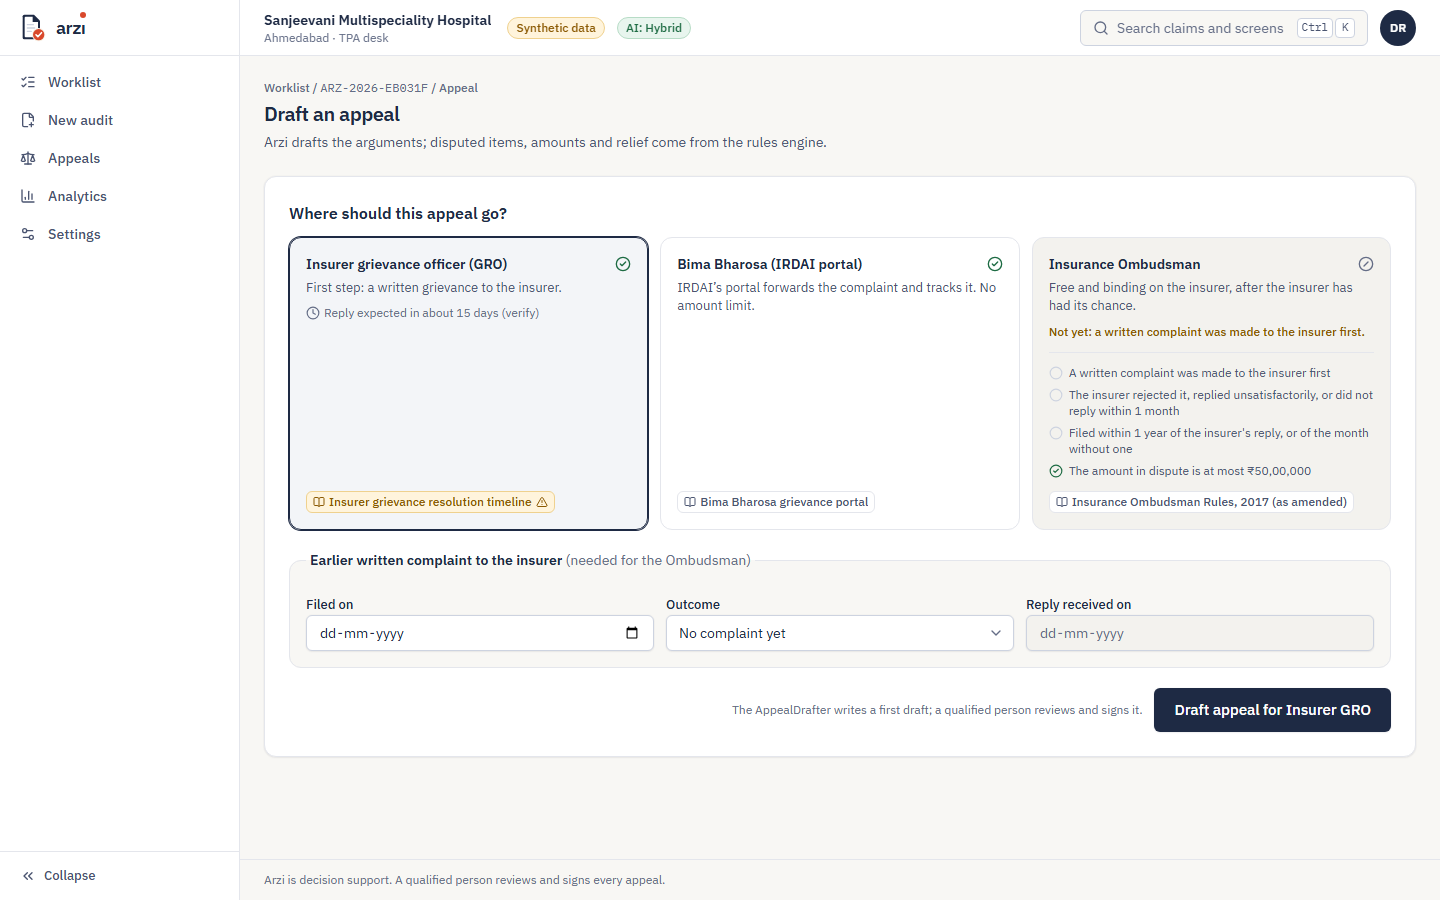 arzi
Sanjeevani Multispeciality Hospital
Ahmedabad · TPA desk
Synthetic data
AI: Hybrid
Search claims and screens
Ctrl K
DR
Worklist
New audit
Appeals
Analytics
Settings
Collapse
Worklist / ARZ-2026-EB031F / Appeal
Draft an appeal
Arzi drafts the arguments; disputed items, amounts and relief come from the rules engine.
Where should this appeal go?
Insurer grievance officer (GRO)
First step: a written grievance to the insurer.
Reply expected in about 15 days (verify)
Insurer grievance resolution timeline
Bima Bharosa (IRDAI portal)
IRDAI's portal forwards the complaint and tracks it. No
amount limit.
Bima Bharosa grievance portal
Insurance Ombudsman
Free and binding on the insurer, after the insurer has
had its chance.
Not yet: a written complaint was made to the insurer first.
A written complaint was made to the insurer first
The insurer rejected it, replied unsatisfactorily, or did not
reply within 1 month
Filed within 1 year of the insurer's reply, or of the month
without one
The amount in dispute is at most ₹50,00,000
Insurance Ombudsman Rules, 2017 (as amended)
Earlier written complaint to the insurer (needed for the Ombudsman)
Filed on
dd-mm-yyyy
Outcome
No complaint yet
Reply received on
dd-mm-yyyy
The AppealDrafter writes a first draft; a qualified person reviews and signs it.
Draft appeal for Insurer GRO
Arzi is decision support. A qualified person reviews and signs every appeal.